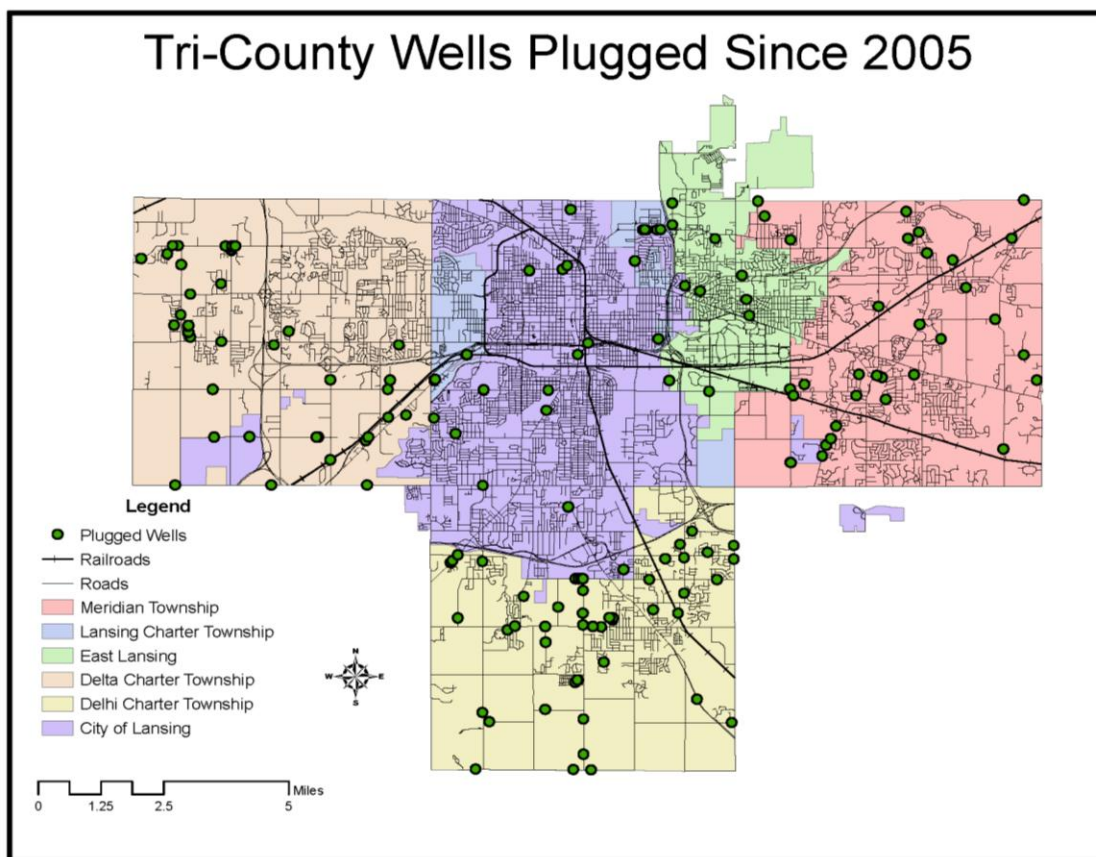 Tri-County Wells Plugged Since 2005
Legend
Plugged Wells
Railroads
Roads
Meridian Township
Lansing Charter Township
East Lansing
Delta Charter Township
Delhi Charter Township
City of Lansing
N
W E
S
Miles
0 1.25 2.5 5